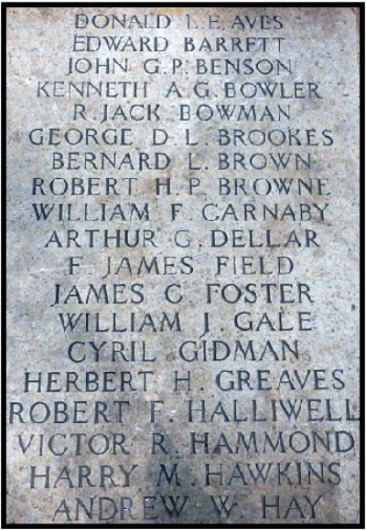 DONALD L. E. AVES
EDWARD BARRETT
JOHN G. P. BENSON
KENNETH A. G. BOWLER
R. JACK BOWMAN
GEORGE D. L. BROOKES
BERNARD L. BROWN
ROBERT H. P. BROWNE
WILLIAM F. CARNABY
ARTHUR G. DELLAR
F. JAMES FIELD
JAMES C. FOSTER
WILLIAM J. GALE
CYRIL GIDMAN
HERBERT H. GREAVES
ROBERT F. HALLIWELL
VICTOR R. HAMMOND
HARRY M. HAWKINS
ANDREW W. HAY